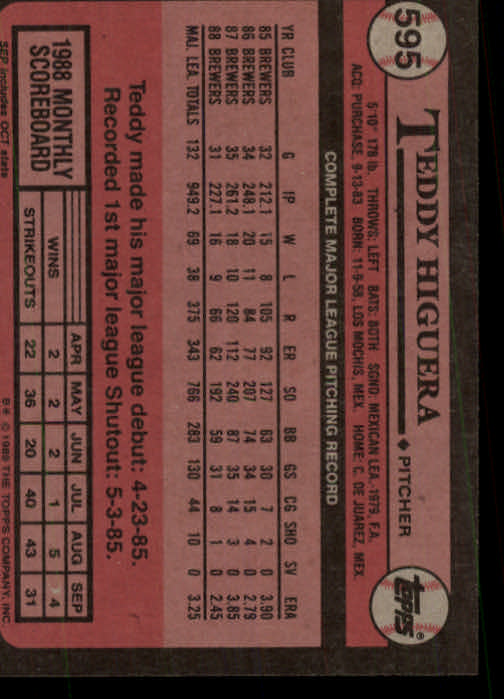 595
TEDDY HIGUERA ♦ PITCHER
TOPPS®
5'10" 178 lb. THROWS: LEFT BATS: BOTH SGND: MEXICAN LEA.-1979, F.A.
ACQ: PURCHASE, 9-13-83 BORN: 11-9-58, LOS MOCHIS, MEX. HOME: C. DE JUAREZ, MEX.
COMPLETE MAJOR LEAGUE PITCHING RECORD
YR CLUB G IP W L R ER SO BB GS CG SHO SV ERA
85 BREWERS 32 212.1 15 8 105 92 127 63 30 7 2 0 3.90
86 BREWERS 34 248.1 20 11 84 77 207 74 34 15 4 0 2.79
87 BREWERS 35 261.2 18 10 120 112 240 87 35 14 3 0 3.85
88 BREWERS 31 227.1 16 9 66 62 192 59 31 8 1 0 2.45
MAJ. LEA. TOTALS 132 949.2 69 38 375 343 766 283 130 44 10 0 3.25
Teddy made his major league debut: 4-23-85.
Recorded 1st major league Shutout: 5-3-85.
1988 MONTHLY
SCOREBOARD
APR MAY JUN JUL AUG SEP
WINS 2 2 2 1 5 4
STRIKEOUTS 22 36 20 40 43 31
SEP includes OCT stats
B* © 1989 THE TOPPS COMPANY, INC.